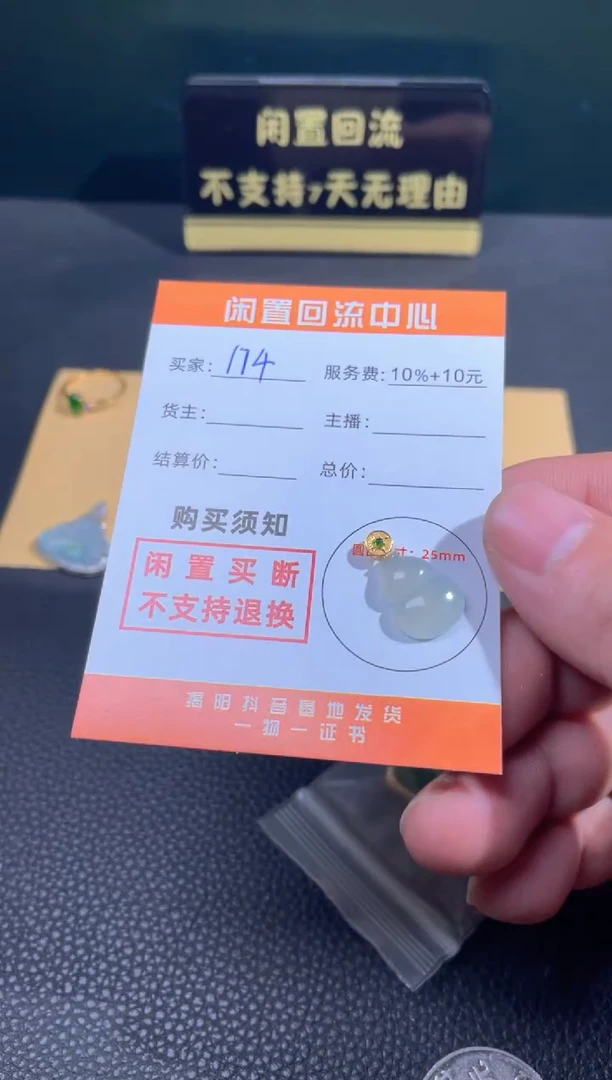 闲置回流
不支持7天无理由
闲置回流中心
买家: 174 服务费: 10%+10元
货主: 主播:
结算价: 总价:
购买须知
圆 寸: 25mm
闲置买断
不支持退换
揭阳抖音基地发货
一物一证书